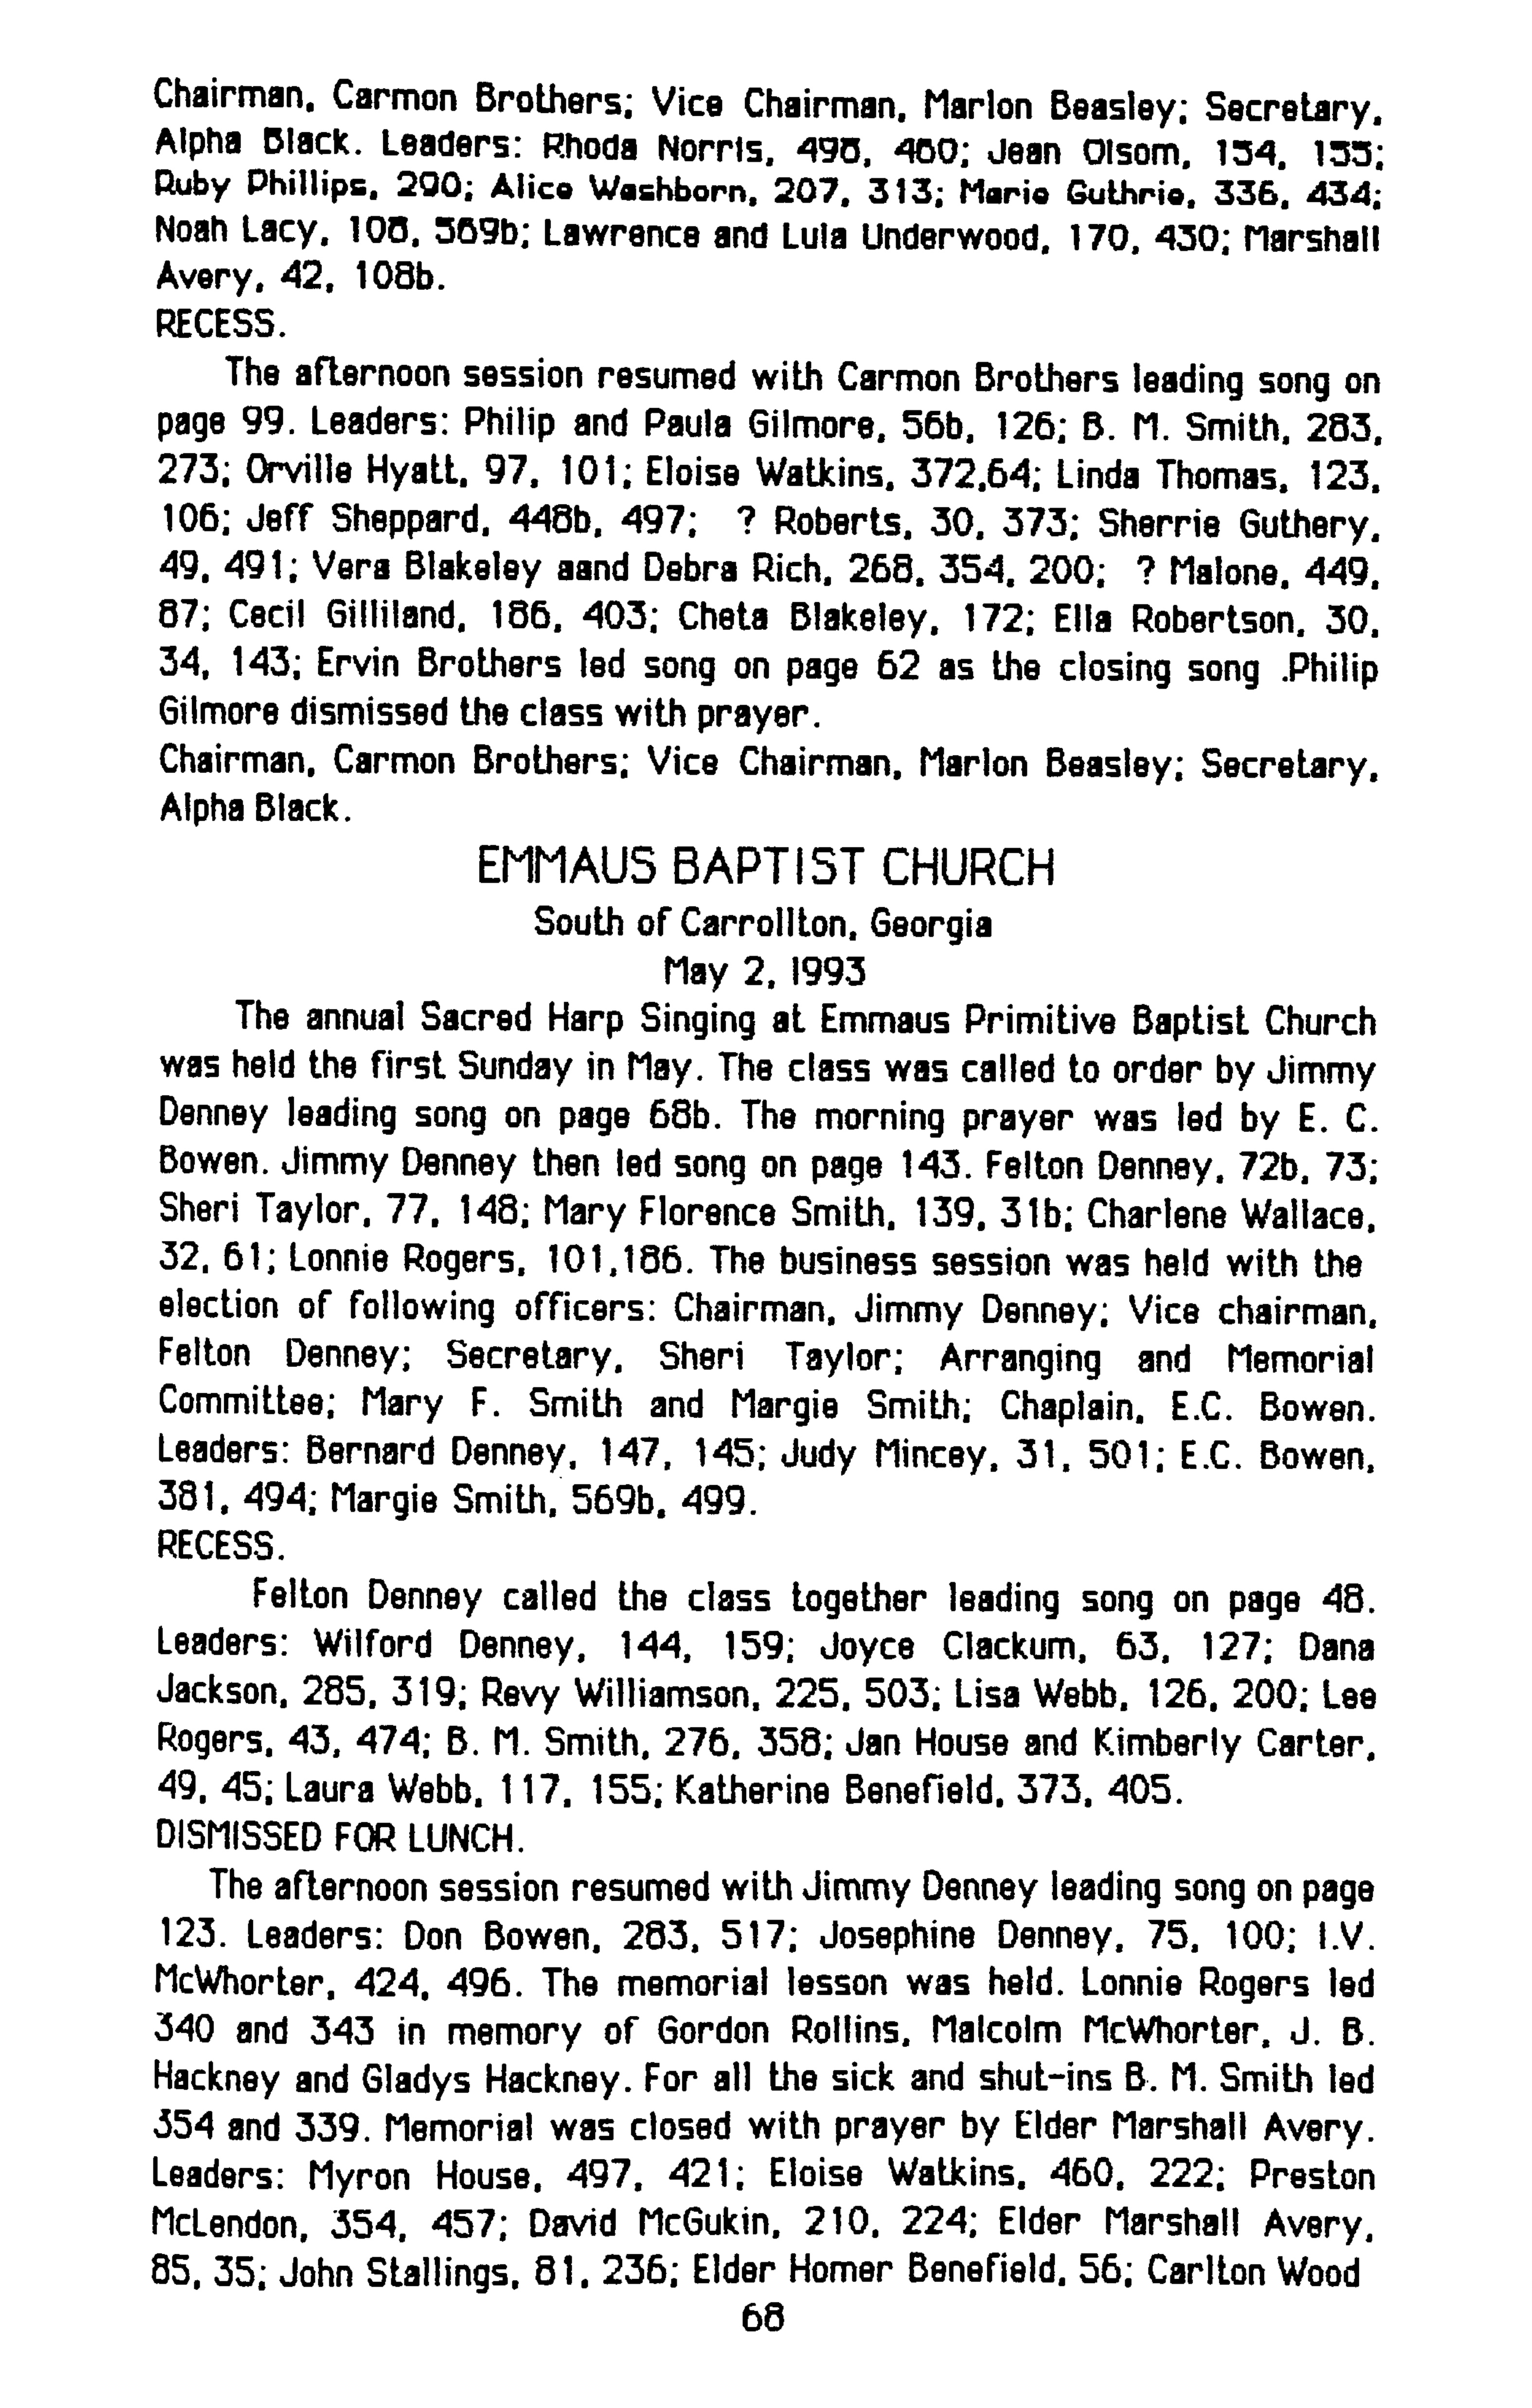 Chairman, Carmon Brothers; Vice Chairman, Marlon Beasley; Secretary,
Alpha Black. Leaders: Rhoda Norris, 498, 460; Jean Olsom, 154, 155;
Ruby Phillips, 290; Alice Washborn, 207, 313; Marie Guthrie, 336, 434;
Noah Lacy, 108, 569b; Lawrence and Lula Underwood, 170, 430; Marshall
Avery, 42, 108b.
RECESS.
The afternoon session resumed with Carmon Brothers leading song on
page 99. Leaders: Philip and Paula Gilmore, 56b, 126; B. M. Smith, 283,
273; Orville Hyatt, 97, 101; Eloise Watkins, 372,64; Linda Thomas, 123,
106; Jeff Sheppard, 448b, 497; ? Roberts, 30, 373; Sherrie Guthery,
49, 491; Vera Blakeley aand Debra Rich, 268, 354, 200; ? Malone, 449,
87; Cecil Gilliland, 186, 403; Cheta Blakeley, 172; Ella Robertson, 30,
34, 143; Ervin Brothers led song on page 62 as the closing song .Philip
Gilmore dismissed the class with prayer.
Chairman, Carmon Brothers; Vice Chairman, Marlon Beasley; Secretary,
Alpha Black.
EMMAUS BAPTIST CHURCH
South of Carrollton, Georgia
May 2, 1993
The annual Sacred Harp Singing at Emmaus Primitive Baptist Church
was held the first Sunday in May. The class was called to order by Jimmy
Denney leading song on page 68b. The morning prayer was led by E. C.
Bowen. Jimmy Denney then led song on page 143. Felton Denney, 72b, 73;
Sheri Taylor, 77, 148; Mary Florence Smith, 139, 31b; Charlene Wallace,
32, 61; Lonnie Rogers, 101,186. The business session was held with the
election of following officers: Chairman, Jimmy Denney; Vice chairman,
Felton Denney; Secretary, Sheri Taylor; Arranging and Memorial
Committee; Mary F. Smith and Margie Smith; Chaplain, E.C. Bowen.
Leaders: Bernard Denney, 147, 145; Judy Mincey, 31, 501; E.C. Bowen,
381, 494; Margie Smith, 569b, 499.
RECESS.
Felton Denney called the class together leading song on page 48.
Leaders: Wilford Denney, 144, 159; Joyce Clackum, 63, 127; Dana
Jackson, 285, 319; Revy Williamson, 225, 503; Lisa Webb, 126, 200; Lee
Rogers, 43, 474; B. M. Smith, 276, 358; Jan House and Kimberly Carter,
49, 45; Laura Webb, 117, 155; Katherine Benefield, 373, 405.
DISMISSED FOR LUNCH.
The afternoon session resumed with Jimmy Denney leading song on page
123. Leaders: Don Bowen, 283, 517; Josephine Denney, 75, 100; I.V.
McWhorter, 424, 496. The memorial lesson was held. Lonnie Rogers led
340 and 343 in memory of Gordon Rollins, Malcolm McWhorter, J. B.
Hackney and Gladys Hackney. For all the sick and shut-ins B. M. Smith led
354 and 339. Memorial was closed with prayer by Elder Marshall Avery.
Leaders: Myron House, 497, 421; Eloise Watkins, 460, 222; Preston
McLendon, 354, 457; David McGukin, 210, 224; Elder Marshall Avery,
85, 35; John Stallings, 81, 236; Elder Homer Benefield, 56; Carlton Wood
68